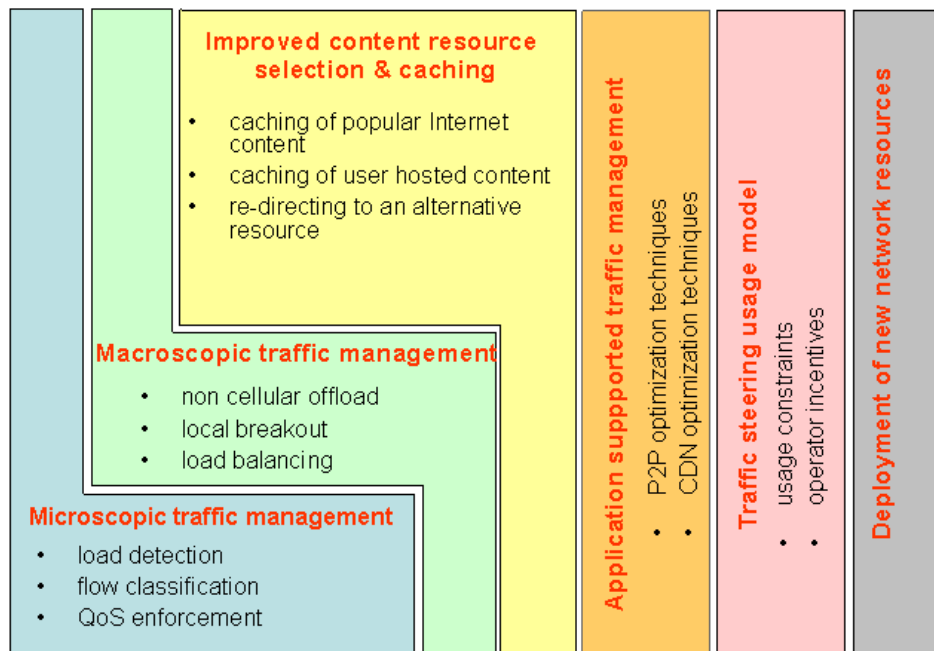 Improved content resource
selection & caching
• caching of popular Internet
content
• caching of user hosted content
• re-directing to an alternative
resource
Macroscopic traffic management
• non cellular offload
• local breakout
• load balancing
Microscopic traffic management
• load detection
• flow classification
• QoS enforcement
Application suppported traffic management
• P2P optimization techniques
• CDN optimization techniques
Traffic steering usage model
• usage constraints
• operator incentives
Deployment of new network resources